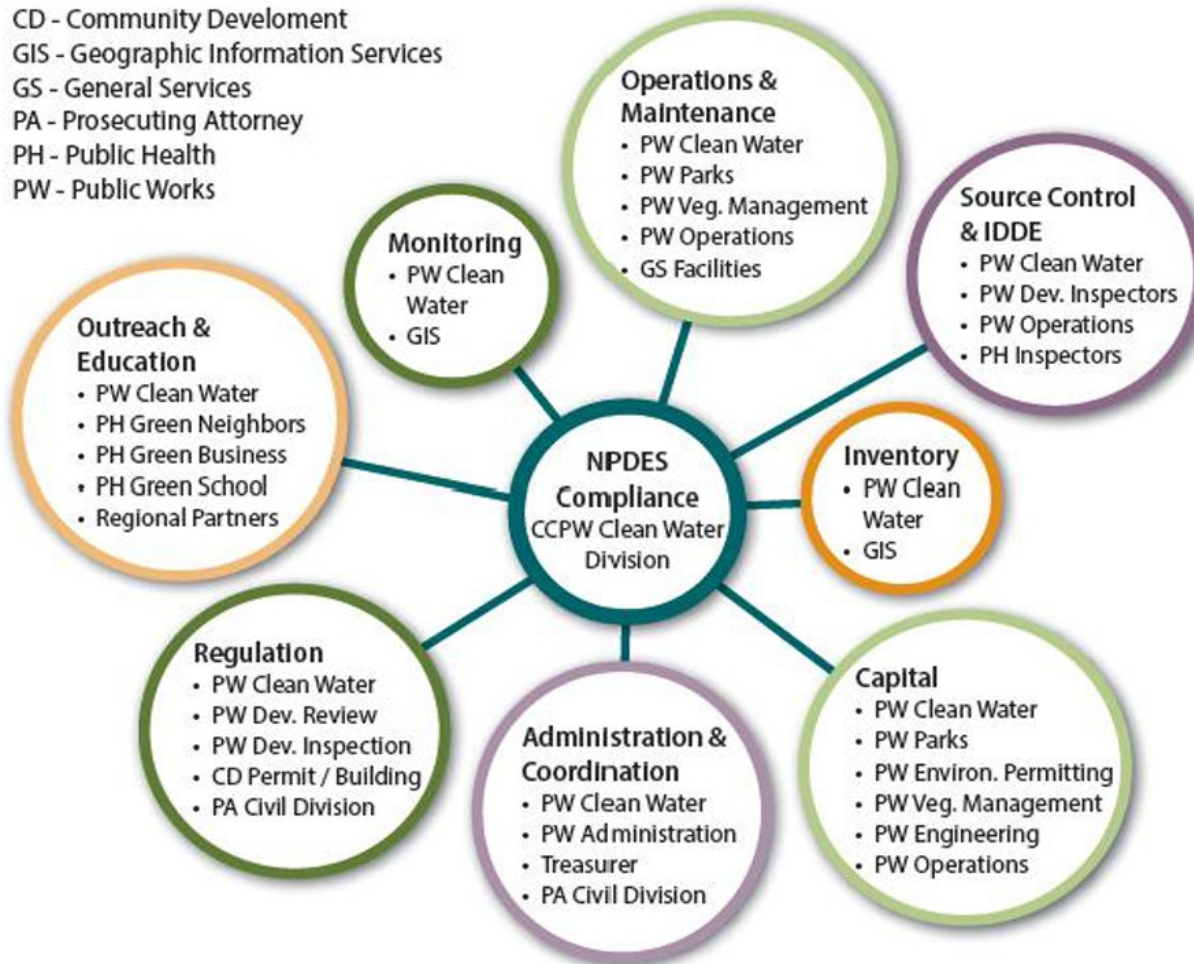 CD - Community Develoment
GIS - Geographic Information Services
GS - General Services
PA - Prosecuting Attorney
PH - Public Health
PW - Public Works
Operations &
Maintenance
• PW Clean Water
• PW Parks
• PW Veg. Management
• PW Operations
• GS Facilities
Source Control
& IDDE
• PW Clean Water
• PW Dev. Inspectors
• PW Operations
• PH Inspectors
Monitoring
• PW Clean
Water
• GIS
Outreach &
Education
• PW Clean Water
• PH Green Neighbors
• PH Green Business
• PH Green School
• Regional Partners
NPDES
Compliance
CCPW Clean Water
Division
Inventory
• PW Clean
Water
• GIS
Regulation
• PW Clean Water
• PW Dev. Review
• PW Dev. Inspection
• CD Permit / Building
• PA Civil Division
Administration &
Coordination
• PW Clean Water
• PW Administration
• Treasurer
• PA Civil Division
Capital
• PW Clean Water
• PW Parks
• PW Environ. Permitting
• PW Veg. Management
• PW Engineering
• PW Operations